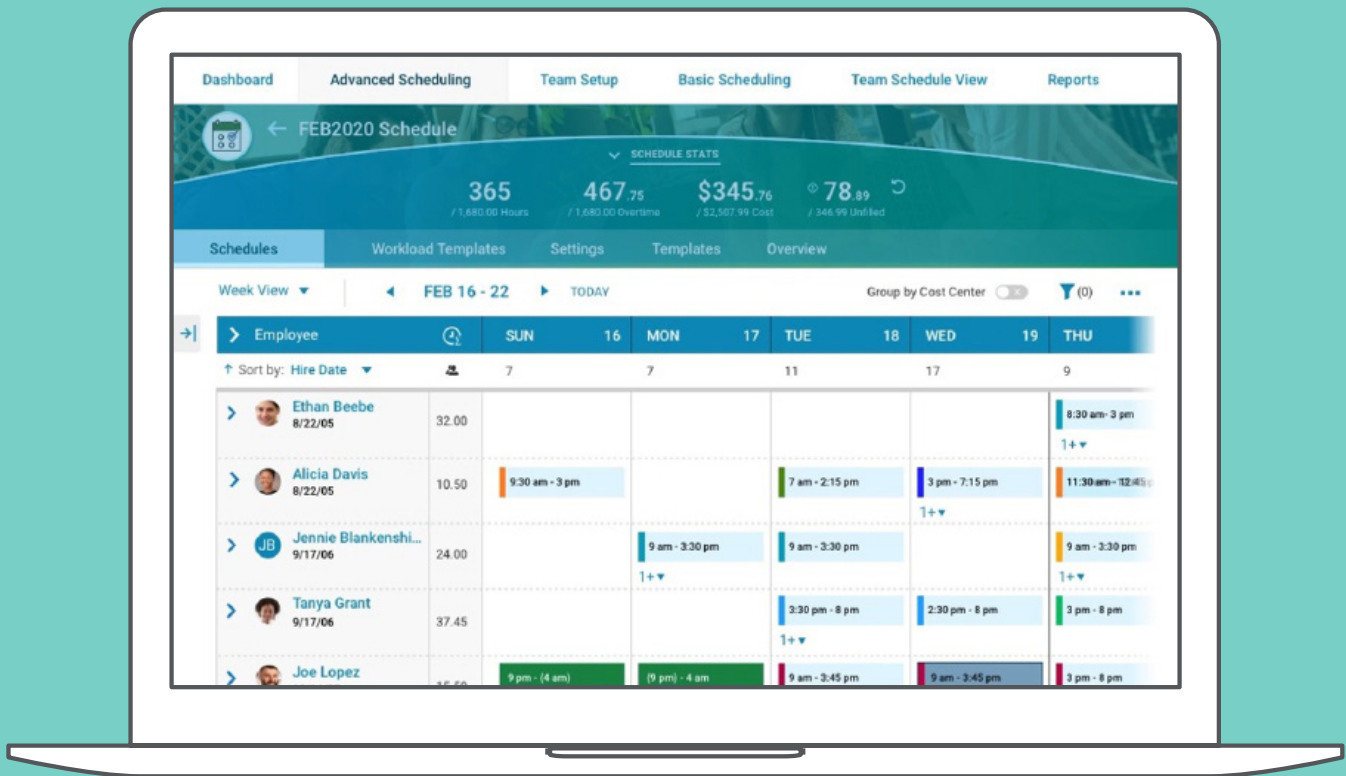 Dashboard Advanced Scheduling Team Setup Basic Scheduling Team Schedule View Reports
FEB2020 Schedule
SCHEDULE STATS
365 467.75 $345.76 78.89
/ 1,680.00 Hours / 1,680.00 Overtime / $2,507.99 Cost / 346.99 Unfilled
Schedules Workload Templates Settings Templates Overview
Week View FEB 16 - 22 TODAY Group by Cost Center (0)
Employee SUN 16 MON 17 TUE 18 WED 19 THU
Sort by: Hire Date 7 7 11 17 9
Ethan Beebe
8/22/05 32.00 8:30 am- 3 pm
1+
Alicia Davis
8/22/05 10.50 9:30 am - 3 pm 7 am - 2:15 pm 3 pm - 7:15 pm 11:30 am - 12:45
1+
Jennie Blankenshi...
9/17/06 24.00 9 am - 3:30 pm 9 am - 3:30 pm 9 am - 3:30 pm
JB
1+ 1+
Tanya Grant
9/17/06 37.45 3:30 pm - 8 pm 2:30 pm - 8 pm 3 pm - 8 pm
1+
Joe Lopez
9 pm - (4 am) (9 pm) - 4 am 9 am - 3:45 pm 9 am - 3:45 pm 3 pm - 8 pm